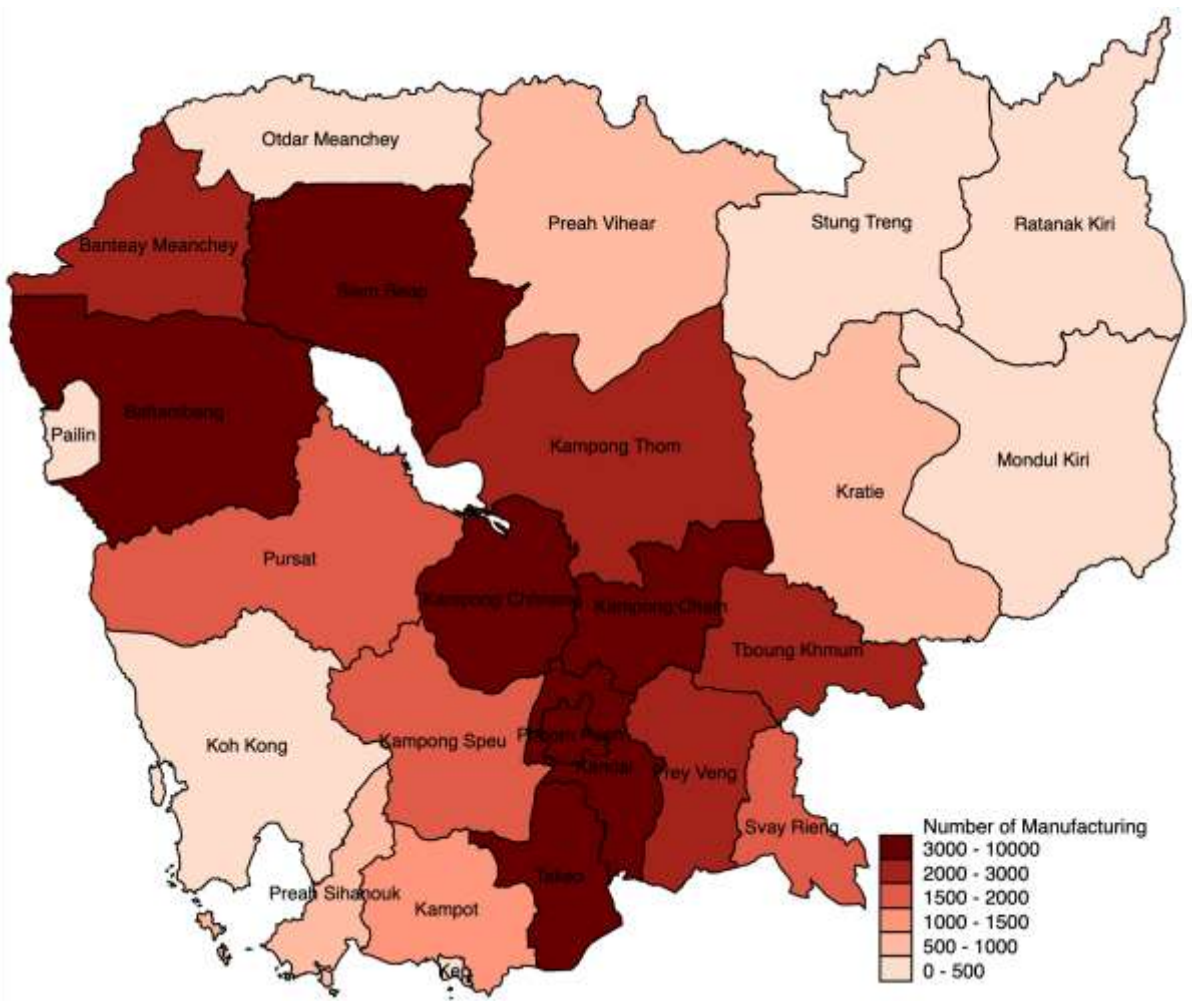 Otdar Meanchey
Preah Vihear
Stung Treng
Ratanak Kiri
Banteay Meanchey
Siem Reap
Battambang
Pailin
Kampong Thom
Mondul Kiri
Kratie
Pursat
Kampong Chhnang
Kampong Cham
Tboung Khmum
Koh Kong
Kampong Speu
Phnom Penh
Kandal
Prey Veng
Svay Rieng
Takeo
Preah Sihanouk
Kampot
Kep
Number of Manufacturing
3000 - 10000
2000 - 3000
1500 - 2000
1000 - 1500
500 - 1000
0 - 500